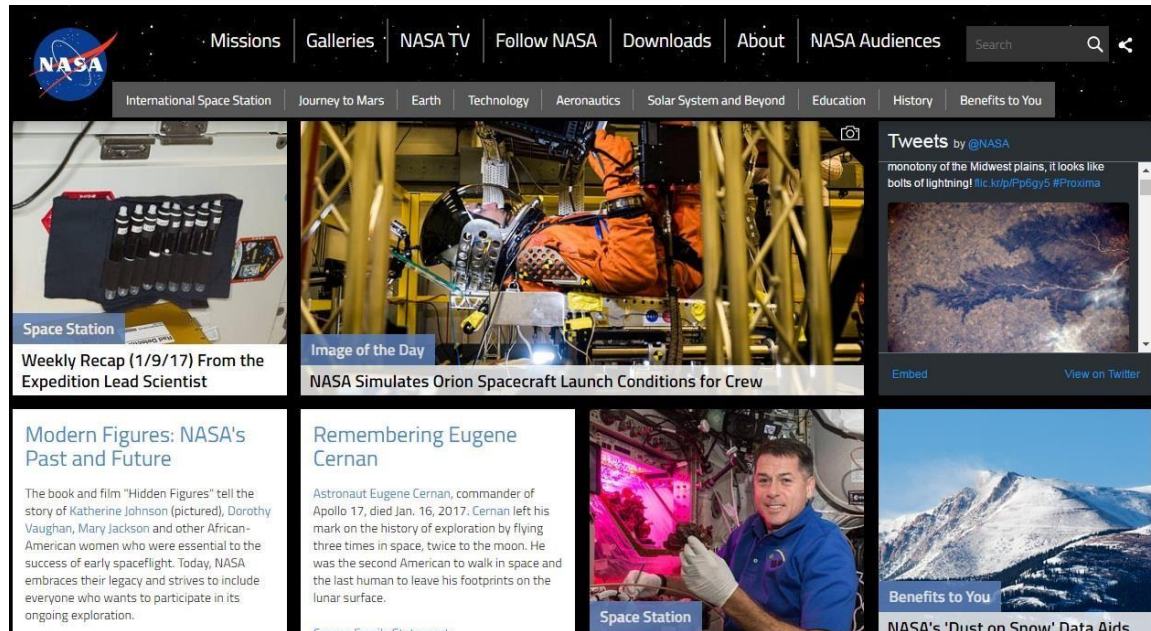 NASA
Missions
Galleries
NASA TV
Follow NASA
Downloads
About
NASA Audiences
Search
International Space Station
Journey to Mars
Earth
Technology
Aeronautics
Solar System and Beyond
Education
History
Benefits to You
Space Station
Weekly Recap (1/9/17) From the
Expedition Lead Scientist
Image of the Day
NASA Simulates Orion Spacecraft Launch Conditions for Crew
Tweets by @NASA
monotony of the Midwest plains, it looks like
bolts of lightning! flic.kr/p/Pp6gy5 #Proxima
Embed
View on Twitter
Modern Figures: NASA's
Past and Future
The book and film "Hidden Figures" tell the
story of Katherine Johnson (pictured), Dorothy
Vaughan, Mary Jackson and other African-
American women who were essential to the
success of early spaceflight. Today, NASA
embraces their legacy and strives to include
everyone who wants to participate in its
ongoing exploration.
Remembering Eugene
Cernan
Astronaut Eugene Cernan, commander of
Apollo 17, died Jan. 16, 2017. Cernan left his
mark on the history of exploration by flying
three times in space, twice to the moon. He
was the second American to walk in space and
the last human to leave his footprints on the
lunar surface.
Space Station
Benefits to You
NASA's 'Dust on Snow' Data Aids